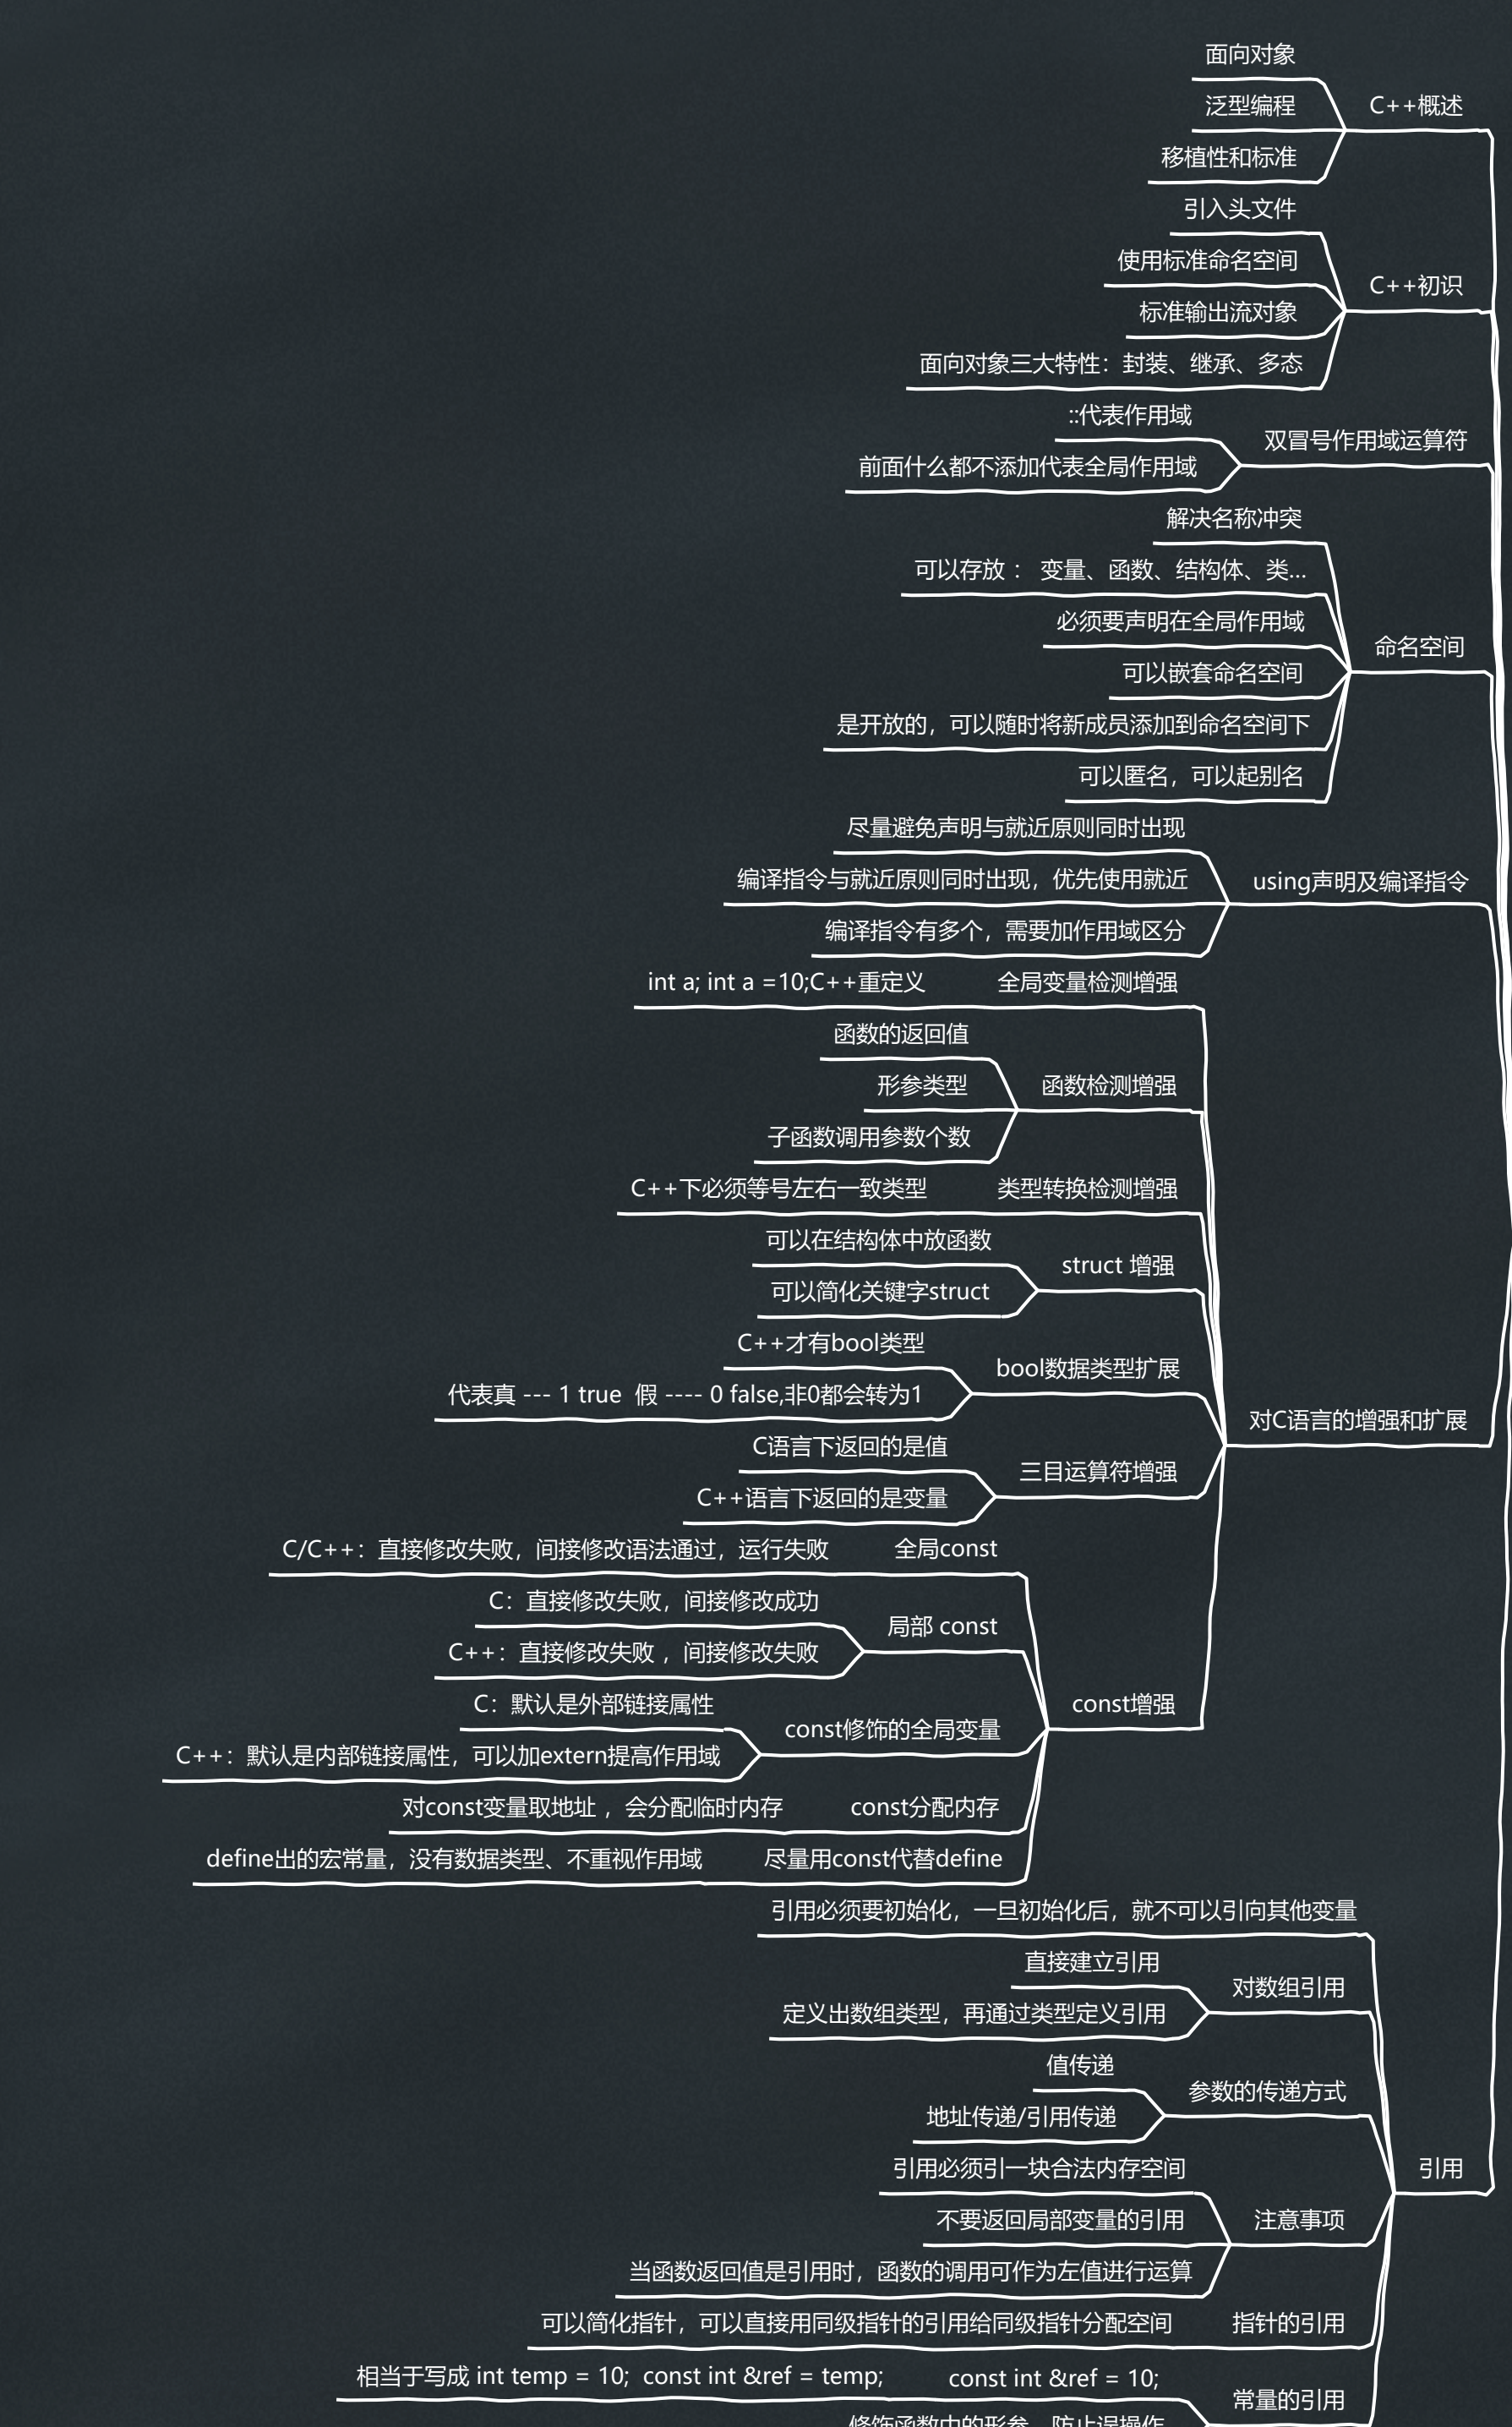 面向对象
泛型编程
C++概述
移植性和标准
引入头文件
使用标准命名空间
C++初识
标准输出流对象
面向对象三大特性：封装、继承、多态
::代表作用域
双冒号作用域运算符
前面什么都不添加代表全局作用域
解决名称冲突
可以存放 ： 变量、函数、结构体、类...
必须要声明在全局作用域
命名空间
可以嵌套命名空间
是开放的，可以随时将新成员添加到命名空间下
可以匿名，可以起别名
尽量避免声明与就近原则同时出现
编译指令与就近原则同时出现，优先使用就近
using声明及编译指令
编译指令有多个，需要加作用域区分
int a; int a =10;C++重定义 全局变量检测增强
函数的返回值
形参类型 函数检测增强
子函数调用参数个数
C++下必须等号左右一致类型 类型转换检测增强
可以在结构体中放函数
struct 增强
可以简化关键字struct
C++才有bool类型
bool数据类型扩展
代表真 --- 1 true 假 ---- 0 false,非0都会转为1
对C语言的增强和扩展
C语言下返回的是值
三目运算符增强
C++语言下返回的是变量
C/C++：直接修改失败，间接修改语法通过，运行失败 全局const
C：直接修改失败，间接修改成功
局部 const
C++：直接修改失败 ，间接修改失败
C：默认是外部链接属性
const增强
const修饰的全局变量
C++：默认是内部链接属性，可以加extern提高作用域
对const变量取地址 ，会分配临时内存 const分配内存
define出的宏常量，没有数据类型、不重视作用域 尽量用const代替define
引用必须要初始化，一旦初始化后，就不可以引向其他变量
直接建立引用
对数组引用
定义出数组类型，再通过类型定义引用
值传递
参数的传递方式
地址传递/引用传递
引用必须引一块合法内存空间
引用
不要返回局部变量的引用 注意事项
当函数返回值是引用时，函数的调用可作为左值进行运算
可以简化指针，可以直接用同级指针的引用给同级指针分配空间 指针的引用
相当于写成 int temp = 10; const int &ref = temp; const int &ref = 10;
常量的引用
修饰函数中的形参，防止误操作